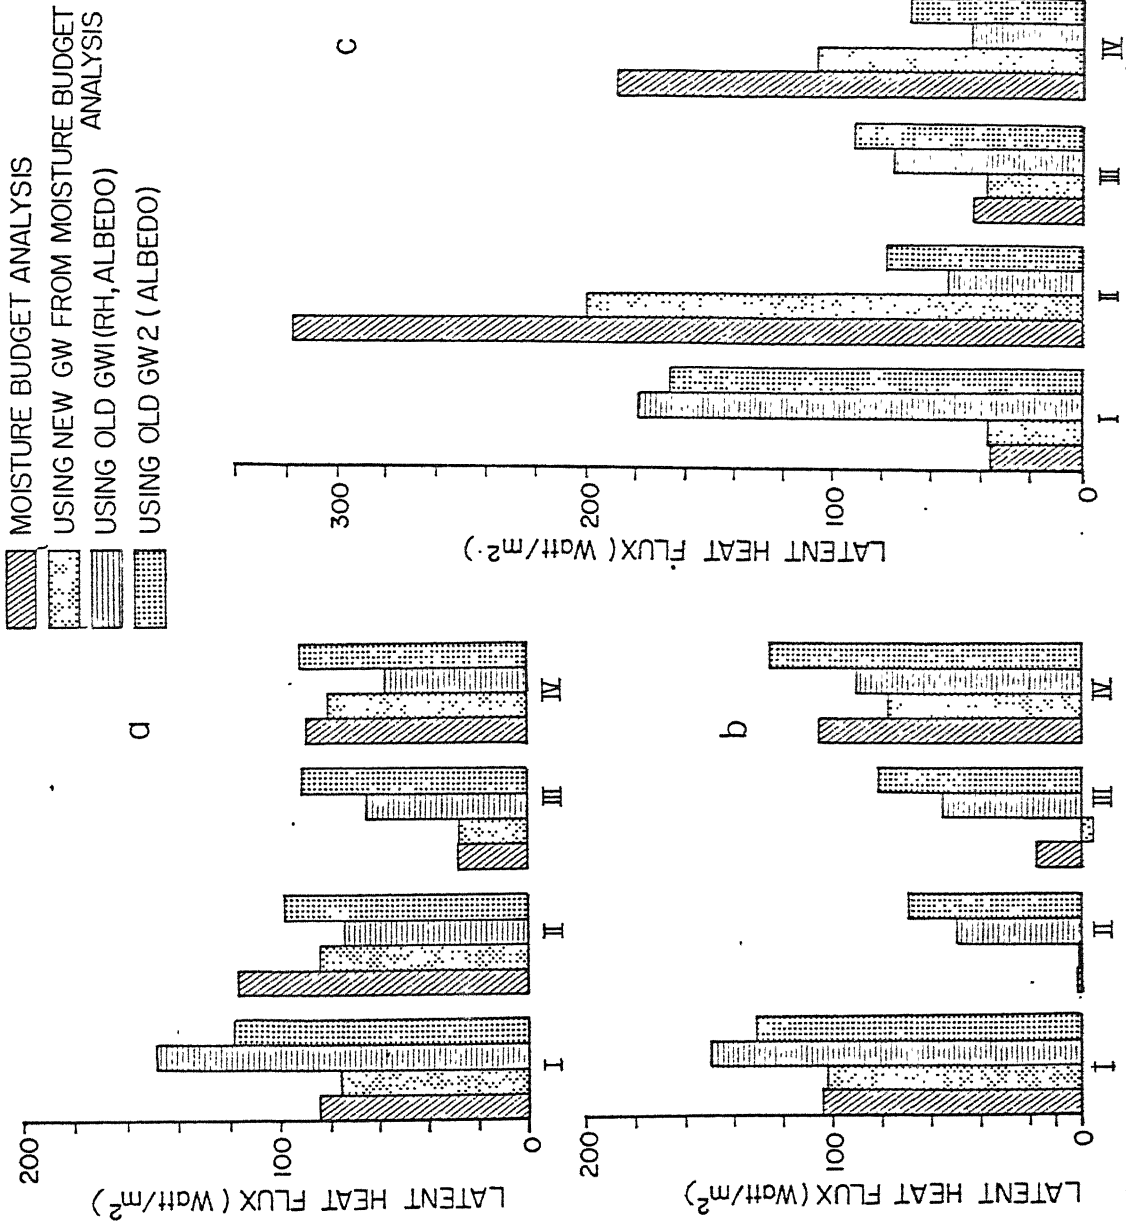 MOISTURE BUDGET ANALYSIS
USING NEW GW FROM MOISTURE BUDGET
ANALYSIS
USING OLD GW1 (RH, ALBEDO)
USING OLD GW2 (ALBEDO)
a
LATENT HEAT FLUX (Watt/m²)
200
100
0
I
II
III
IV
b
LATENT HEAT FLUX (Watt/m²)
200
100
0
I
II
III
IV
c
LATENT HEAT FLUX (Watt/m²)
300
200
100
0
I
II
III
IV